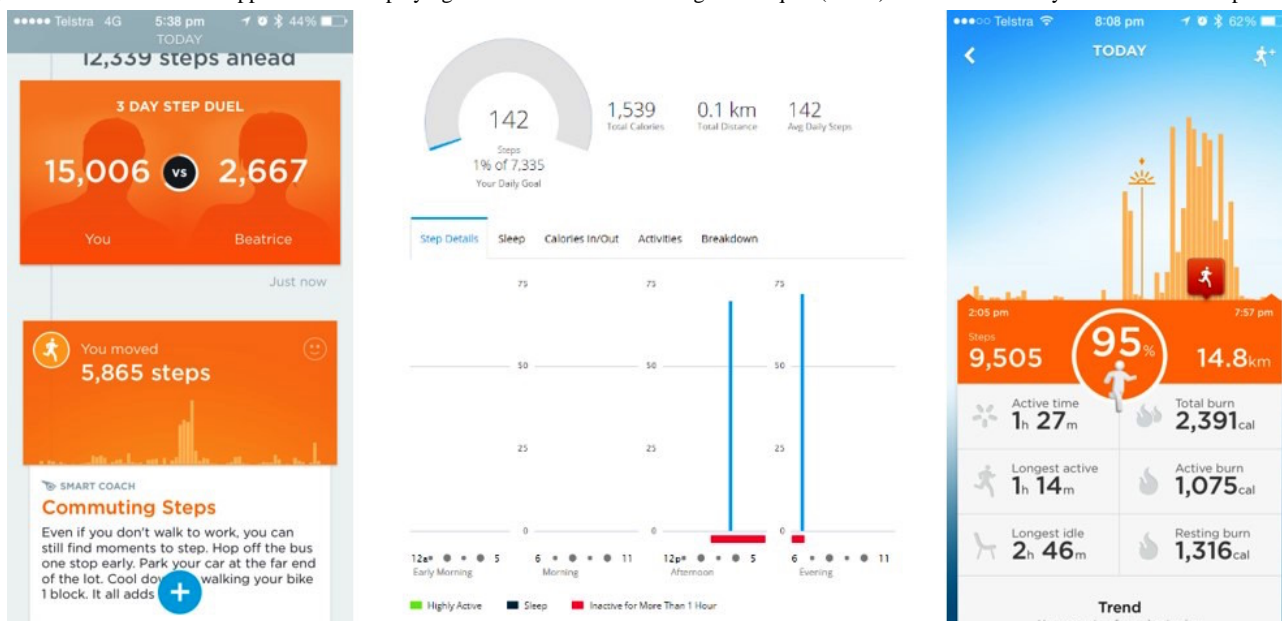 Telstra 4G 5:38 pm 44%
TODAY
12,339 steps ahead
3 DAY STEP DUEL
15,006 vs 2,667
You Beatrice
Just now
You moved
5,865 steps
SMART COACH
Commuting Steps
Even if you don't walk to work, you can
still find moments to step. Hop off the bus
one stop early. Park your car at the far end
of the lot. Cool walking your bike
1 block. It all adds
142
Steps
1% of 7,335
Your Daily Goal
1,539
Total Calories
0.1 km
Total Distance
142
Avg Daily Steps
Step Details Sleep Calories In/Out Activities Breakdown
75 75 75
50 50 50
25 25 25
0 0 0
12a 5 6 11 12p 5 6 11
Early Morning Morning Afternoon Evening
Highly Active Sleep Inactive for More Than 1 Hour
Telstra 8:08 pm 62%
TODAY
2:05 pm 7:57 pm
Steps
9,505 95% 14.8km
Active time Total burn
1h 27m 2,391cal
Longest active Active burn
1h 14m 1,075cal
Longest idle Resting burn
2h 46m 1,316cal
Trend